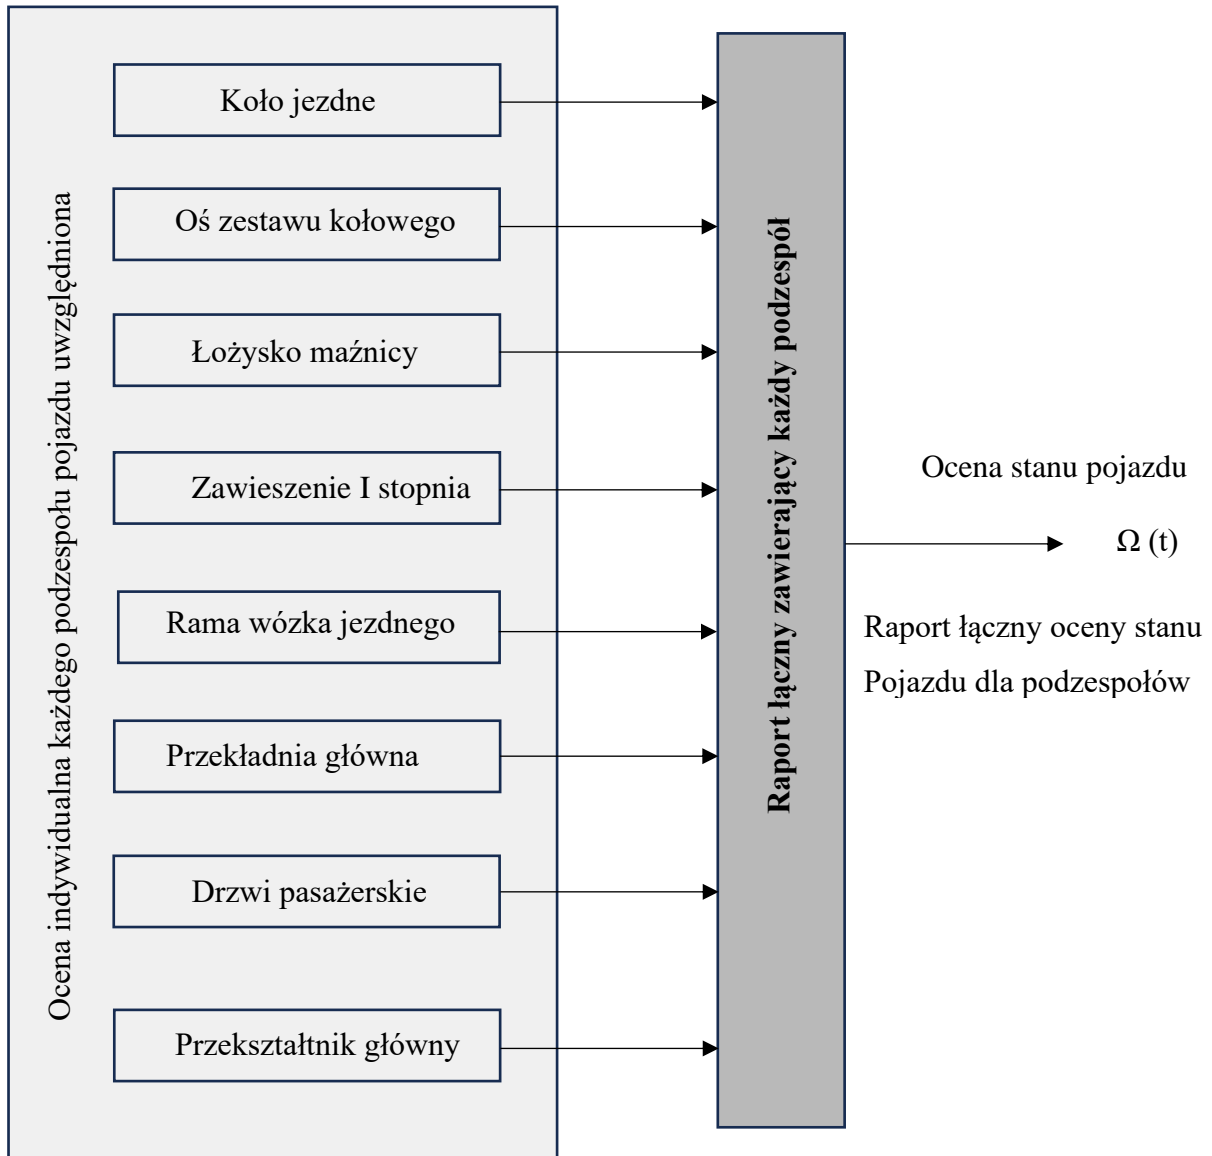 Ocena indywidualna każdego podzespołu pojazdu uwzględniona
Koło jezdne
Oś zestawu kołowego
Łożysko maźnicy
Zawieszenie I stopnia
Rama wózka jezdnego
Przekładnia główna
Drzwi pasażerskie
Przekształtnik główny
Raport łączny zawierający każdy podzespół
Ocena stanu pojazdu
Ω (t)
Raport łączny oceny stanu
Pojazdu dla podzespołów